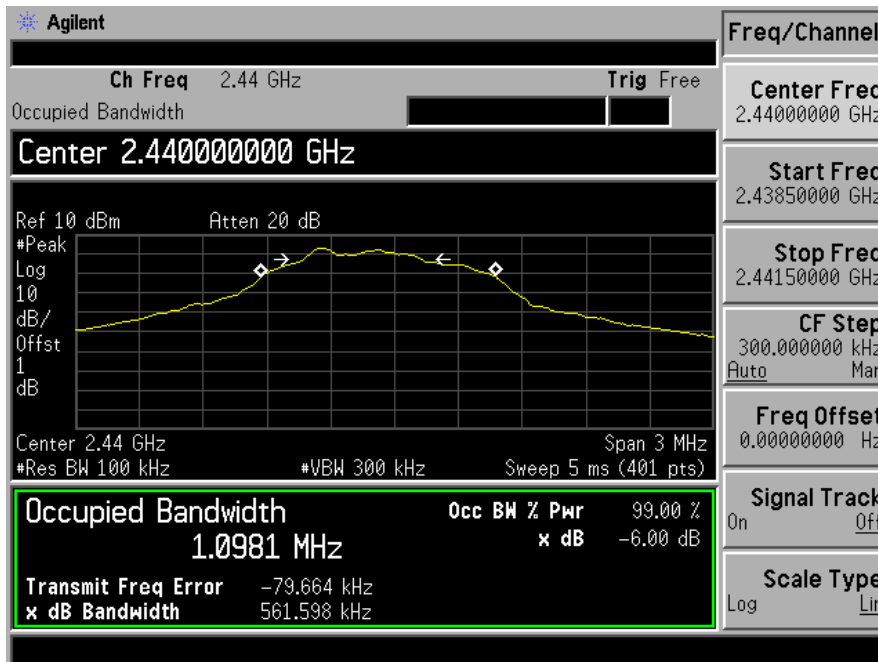 Agilent
Freq/Channel
Ch Freq 2.44 GHz Trig Free
Occupied Bandwidth
Center 2.440000000 GHz
Ref 10 dBm Atten 20 dB
#Peak
Log
10
dB/
Offst
1
dB
Center 2.44 GHz Span 3 MHz
#Res BW 100 kHz #VBW 300 kHz Sweep 5 ms (401 pts)
Occupied Bandwidth
1.0981 MHz
Occ BW % Pwr 99.00 %
x dB -6.00 dB
Transmit Freq Error -79.664 kHz
x dB Bandwidth 561.598 kHz
Center Freq
2.44000000 GHz
Start Freq
2.43850000 GHz
Stop Freq
2.44150000 GHz
CF Step
300.000000 kHz
Auto Man
Freq Offset
0.00000000 Hz
Signal Track
On Off
Scale Type
Log Lin